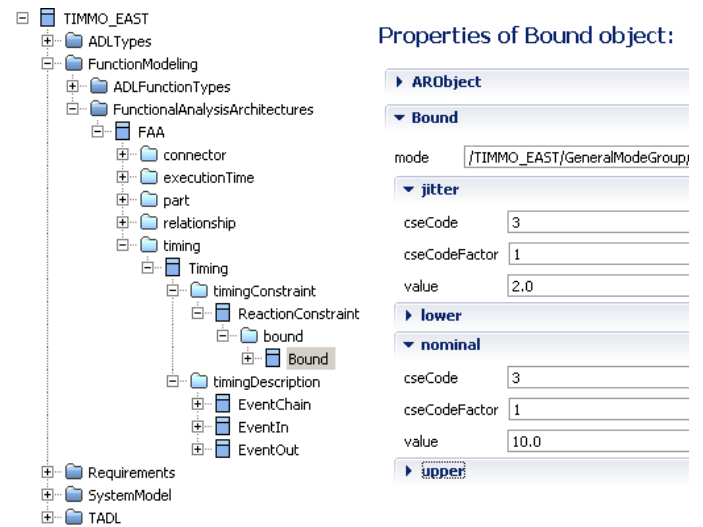 TIMMO_EAST
ADLTypes
FunctionModeling
ADLFunctionTypes
FunctionalAnalysisArchitectures
FAA
connector
executionTime
part
relationship
timing
Timing
timingConstraint
ReactionConstraint
bound
Bound
timingDescription
EventChain
EventIn
EventOut
Requirements
SystemModel
TADL
Properties of Bound object:
ARObject
Bound
mode /TIMMO_EAST/GeneralModeGroup/
jitter
cseCode 3
cseCodeFactor 1
value 2.0
lower
nominal
cseCode 3
cseCodeFactor 1
value 10.0
upper